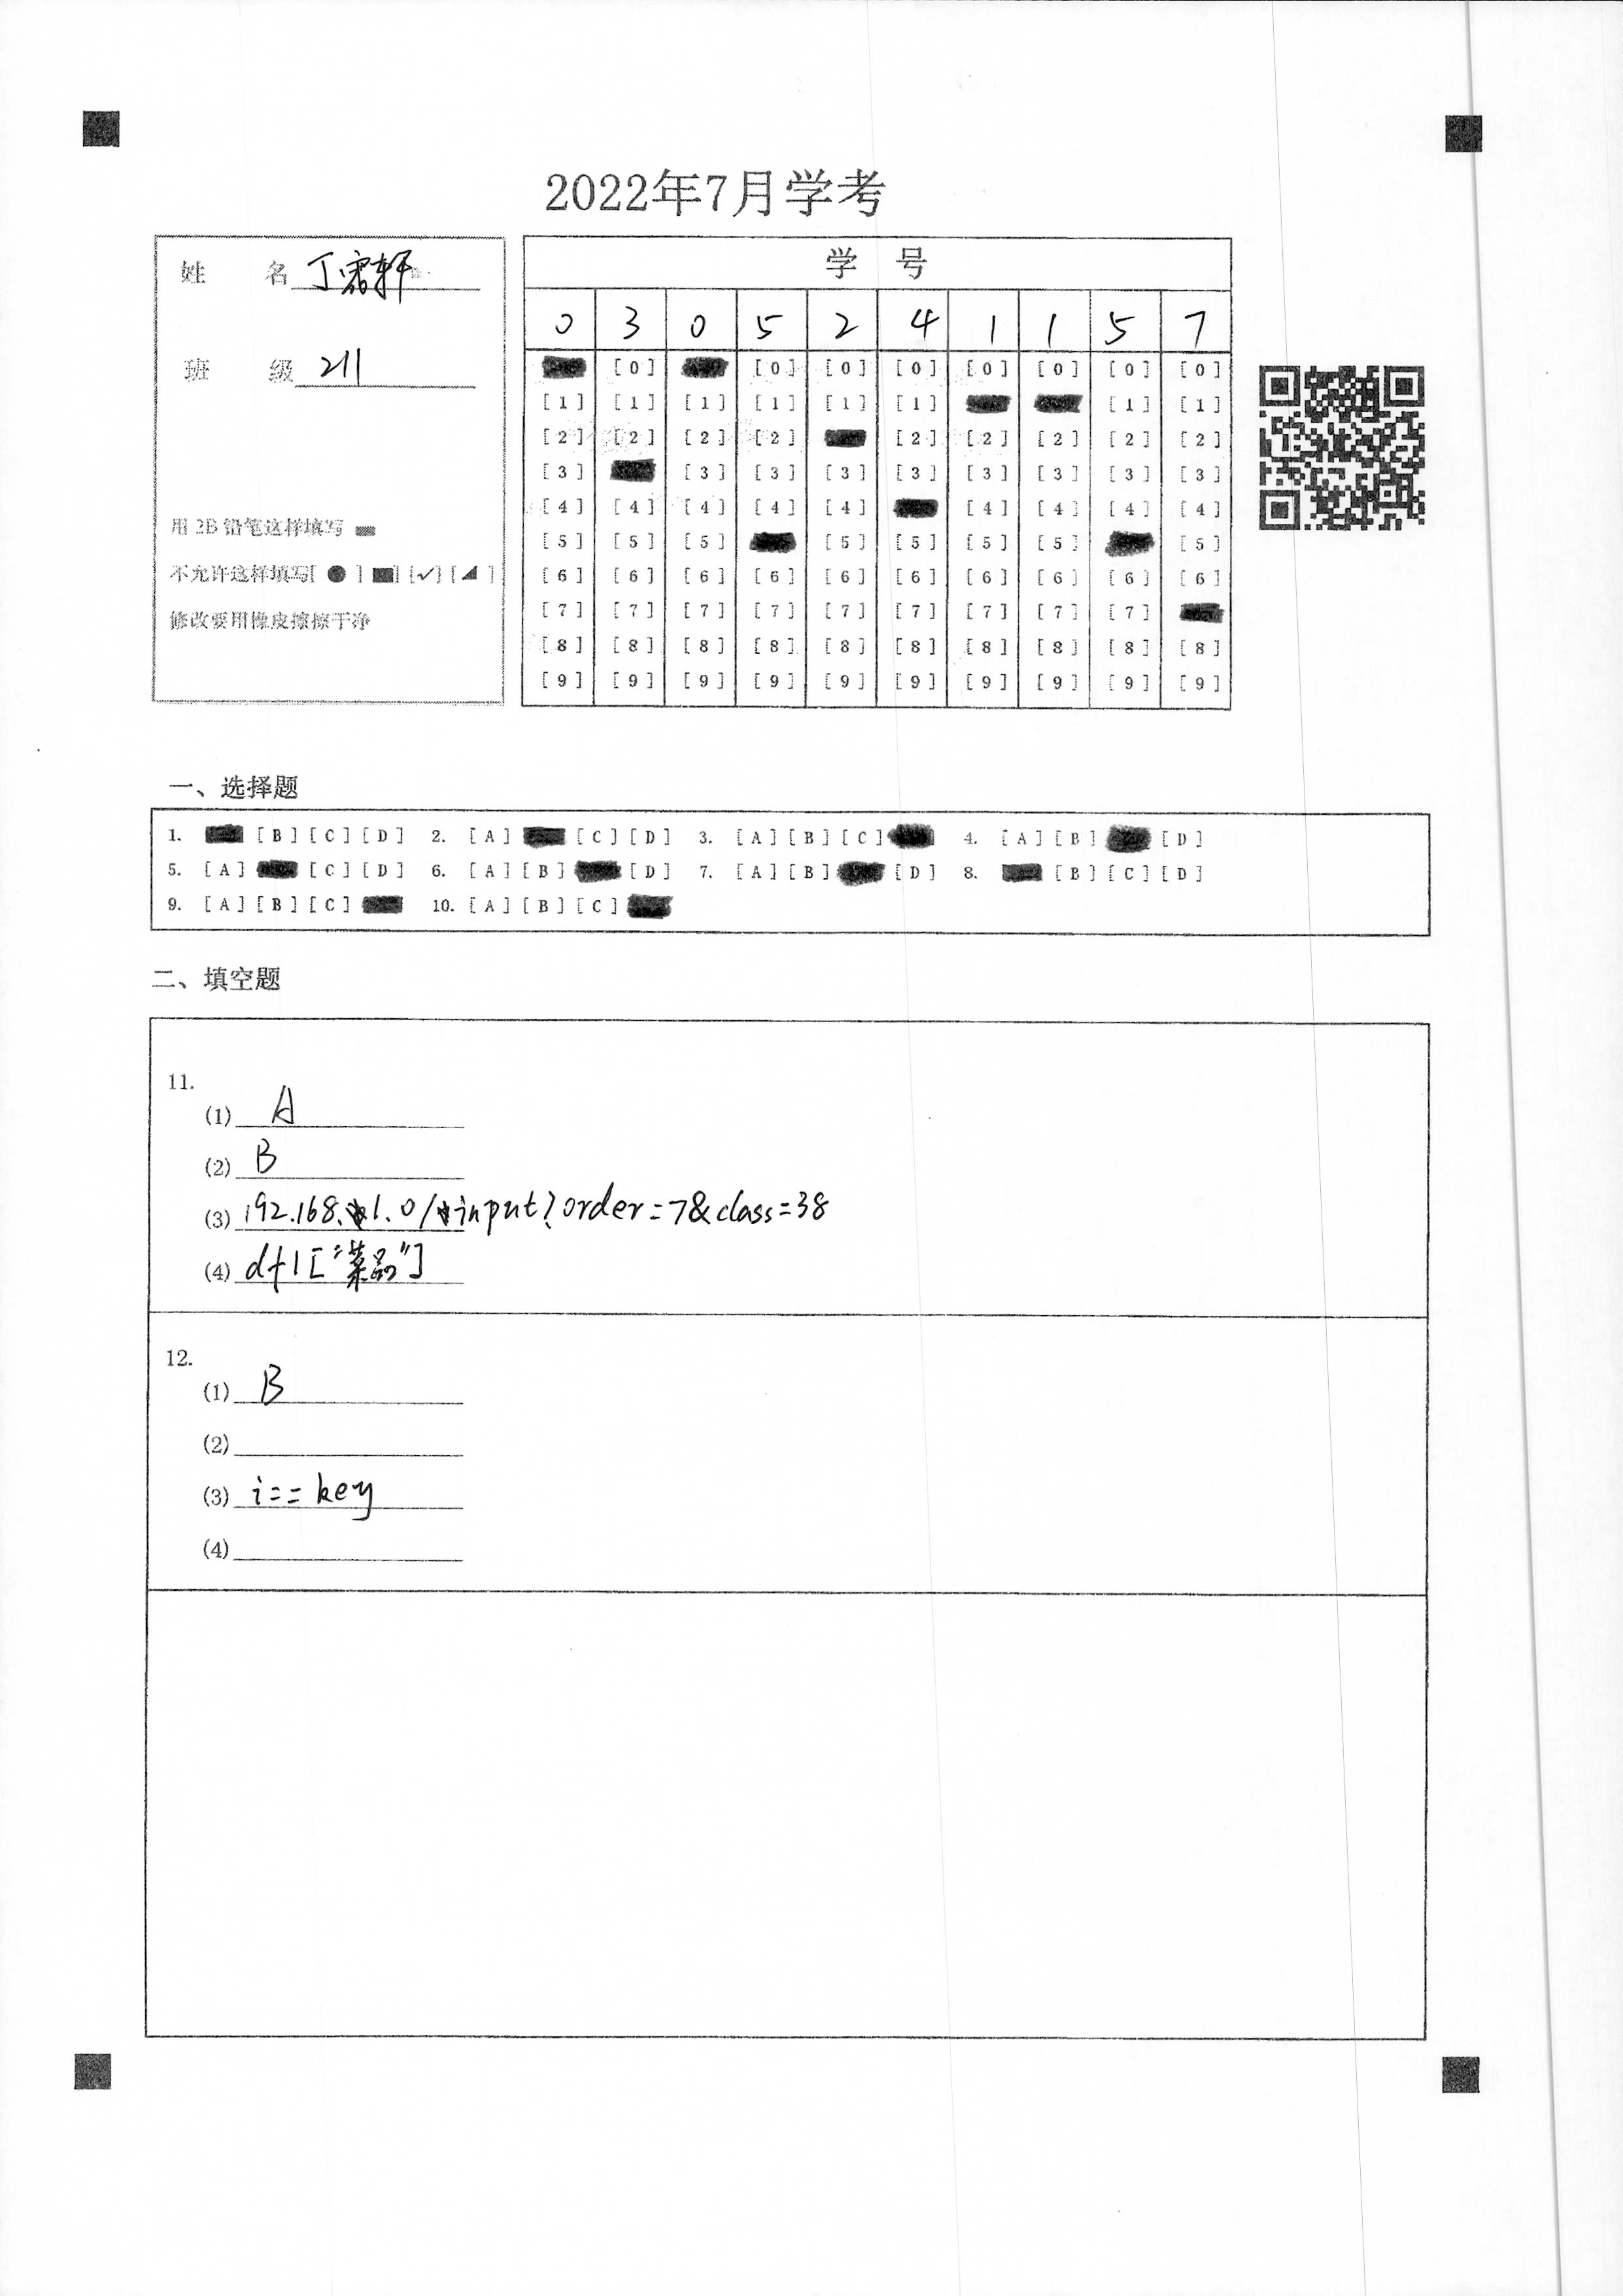 2022年7月学考
姓 名 丁 轩
班 级 211
用 2B 铅笔这样填写
不允许这样填写[ ● ] [■] [✓] [◢ ]
修改要用橡皮擦擦干净
学 号
0 3 0 5 2 4 1 1 5 7
[0] [0] [0] [0] [0] [0] [0] [0]
[1] [1] [1] [1] [1] [1] [1] [1]
[2] [2] [2] [2] [2] [2] [2] [2] [2]
[3] [3] [3] [3] [3] [3] [3] [3] [3]
[4] [4] [4] [4] [4] [4] [4] [4] [4]
[5] [5] [5] [5] [5] [5] [5] [5]
[6] [6] [6] [6] [6] [6] [6] [6] [6] [6]
[7] [7] [7] [7] [7] [7] [7] [7] [7]
[8] [8] [8] [8] [8] [8] [8] [8] [8] [8]
[9] [9] [9] [9] [9] [9] [9] [9] [9] [9]
一、选择题
1. [B] [C] [D] 2. [A] [C] [D] 3. [A] [B] [C] 4. [A] [B] [D]
5. [A] [C] [D] 6. [A] [B] [D] 7. [A] [B] [D] 8. [B] [C] [D]
9. [A] [B] [C] 10. [A] [B] [C]
二、填空题
11.
(1) A
(2) B
(3) 192.168.1.0/input?order=7&class=38
(4) df1["菜品"]
12.
(1) B
(2)
(3) i==key
(4)